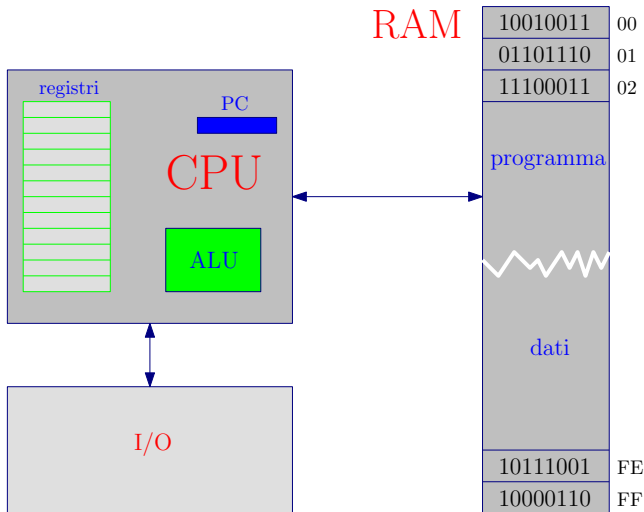 RAM
10010011 00
01101110 01
11100011 02
registri
PC
CPU
programma
ALU
dati
I/O
10111001 FE
10000110 FF